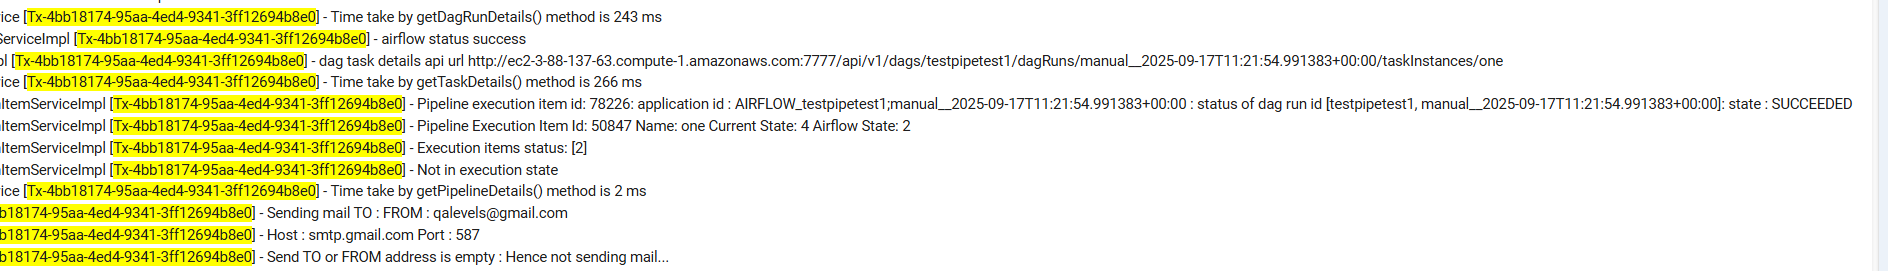 ice [Tx-4bb18174-95aa-4ed4-9341-3ff12694b8e0] - Time take by getDagRunDetails() method is 243 ms
ServiceImpl [Tx-4bb18174-95aa-4ed4-9341-3ff12694b8e0] - airflow status success
ol [Tx-4bb18174-95aa-4ed4-9341-3ff12694b8e0] - dag task details api url http://ec2-3-88-137-63.compute-1.amazonaws.com:7777/api/v1/dags/testpipetest1/dagRuns/manual__2025-09-17T11:21:54.991383+00:00/taskInstances/one
ice [Tx-4bb18174-95aa-4ed4-9341-3ff12694b8e0] - Time take by getTaskDetails() method is 266 ms
nItemServiceImpl [Tx-4bb18174-95aa-4ed4-9341-3ff12694b8e0] - Pipeline execution item id: 78226: application id : AIRFLOW_testpipetest1;manual__2025-09-17T11:21:54.991383+00:00 : status of dag run id [testpipetest1, manual__2025-09-17T11:21:54.991383+00:00]: state : SUCCEEDED
nItemServiceImpl [Tx-4bb18174-95aa-4ed4-9341-3ff12694b8e0] - Pipeline Execution Item Id: 50847 Name: one Current State: 4 Airflow State: 2
nItemServiceImpl [Tx-4bb18174-95aa-4ed4-9341-3ff12694b8e0] - Execution items status: [2]
nItemServiceImpl [Tx-4bb18174-95aa-4ed4-9341-3ff12694b8e0] - Not in execution state
ice [Tx-4bb18174-95aa-4ed4-9341-3ff12694b8e0] - Time take by getPipelineDetails() method is 2 ms
b18174-95aa-4ed4-9341-3ff12694b8e0] - Sending mail TO : FROM : qalevels@gmail.com
b18174-95aa-4ed4-9341-3ff12694b8e0] - Host : smtp.gmail.com Port : 587
b18174-95aa-4ed4-9341-3ff12694b8e0] - Send TO or FROM address is empty : Hence not sending mail...